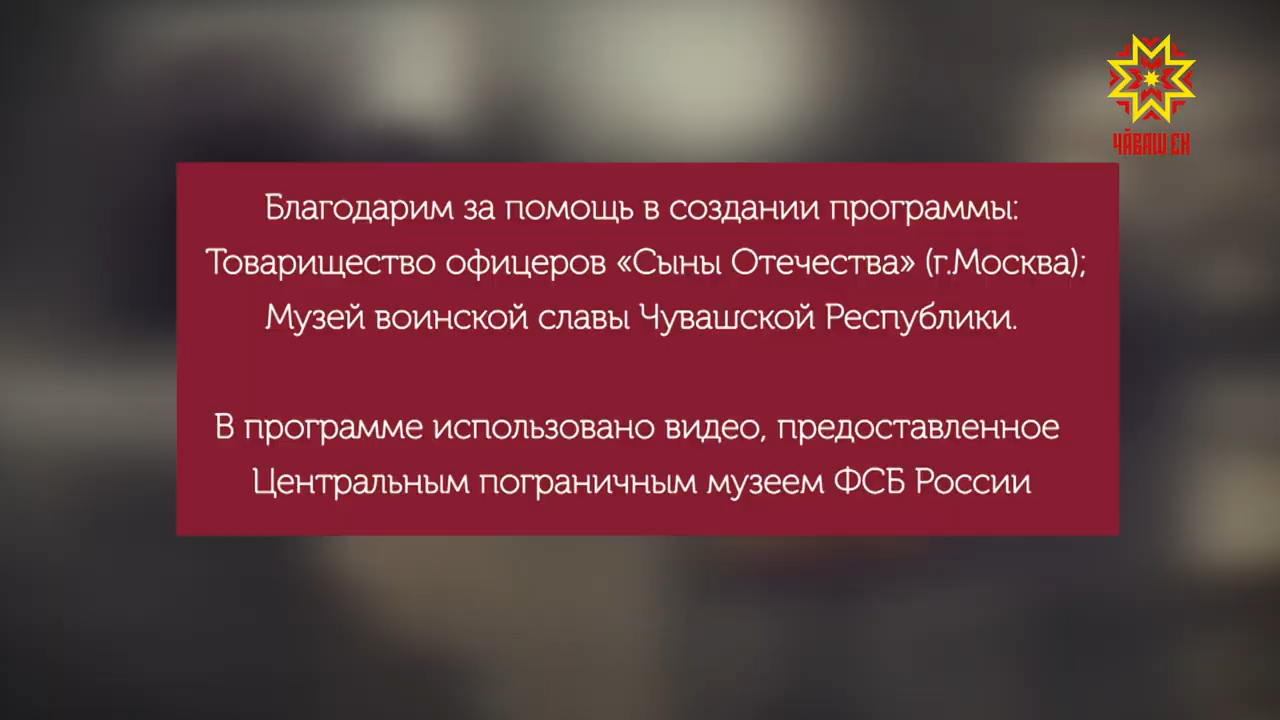 ЧӐВАШ ЕН
Благодарим за помощь в создании программы:
Товарищество офицеров «Сыны Отечества» (г.Москва);
Музей воинской славы Чувашской Республики.
В программе использовано видео, предоставленное
Центральным пограничным музеем ФСБ России